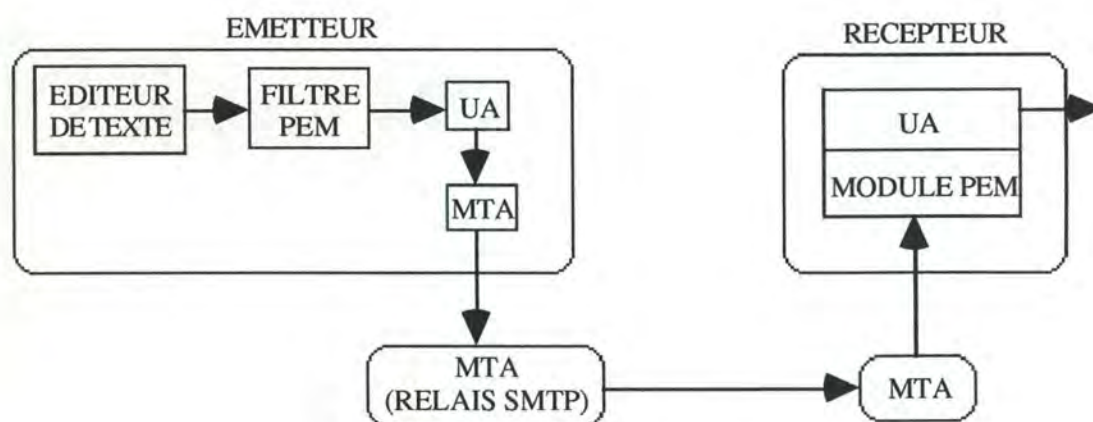 EMETTEUR
EDITEUR
DE TEXTE
FILTRE
PEM
UA
MTA
RECEPTEUR
UA
MODULE PEM
MTA
(RELAIS SMTP)
MTA